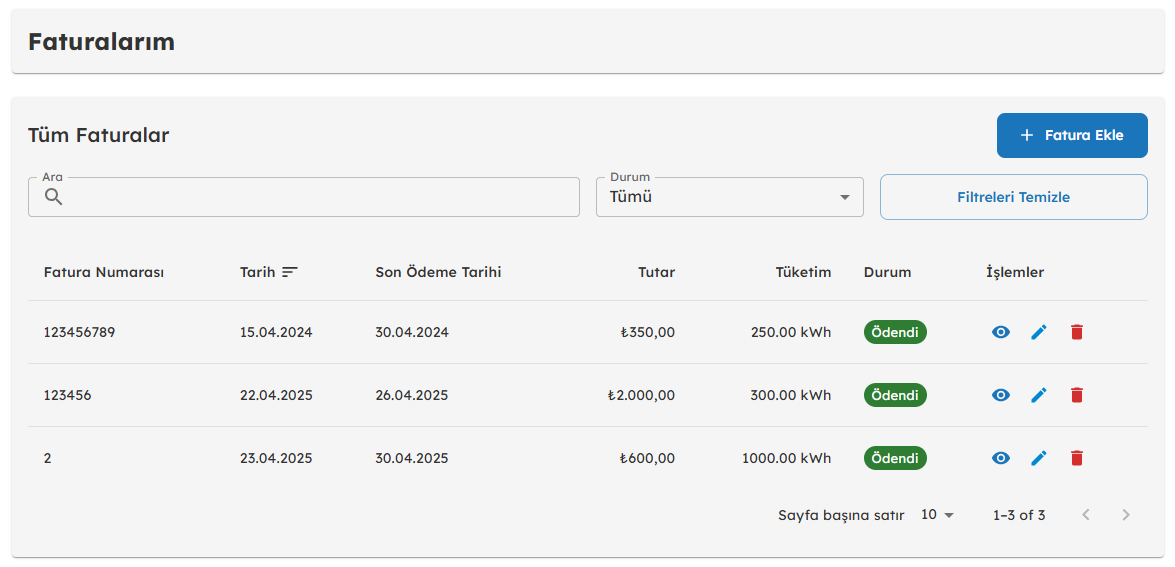 Faturalarım
Tüm Faturalar
+ Fatura Ekle
Ara
Durum
Tümü
Filtreleri Temizle
Fatura Numarası Tarih Son Ödeme Tarihi Tutar Tüketim Durum İşlemler
123456789 15.04.2024 30.04.2024 ₺350,00 250.00 kWh Ödendi
123456 22.04.2025 26.04.2025 ₺2.000,00 300.00 kWh Ödendi
2 23.04.2025 30.04.2025 ₺600,00 1000.00 kWh Ödendi
Sayfa başına satır 10 1–3 of 3